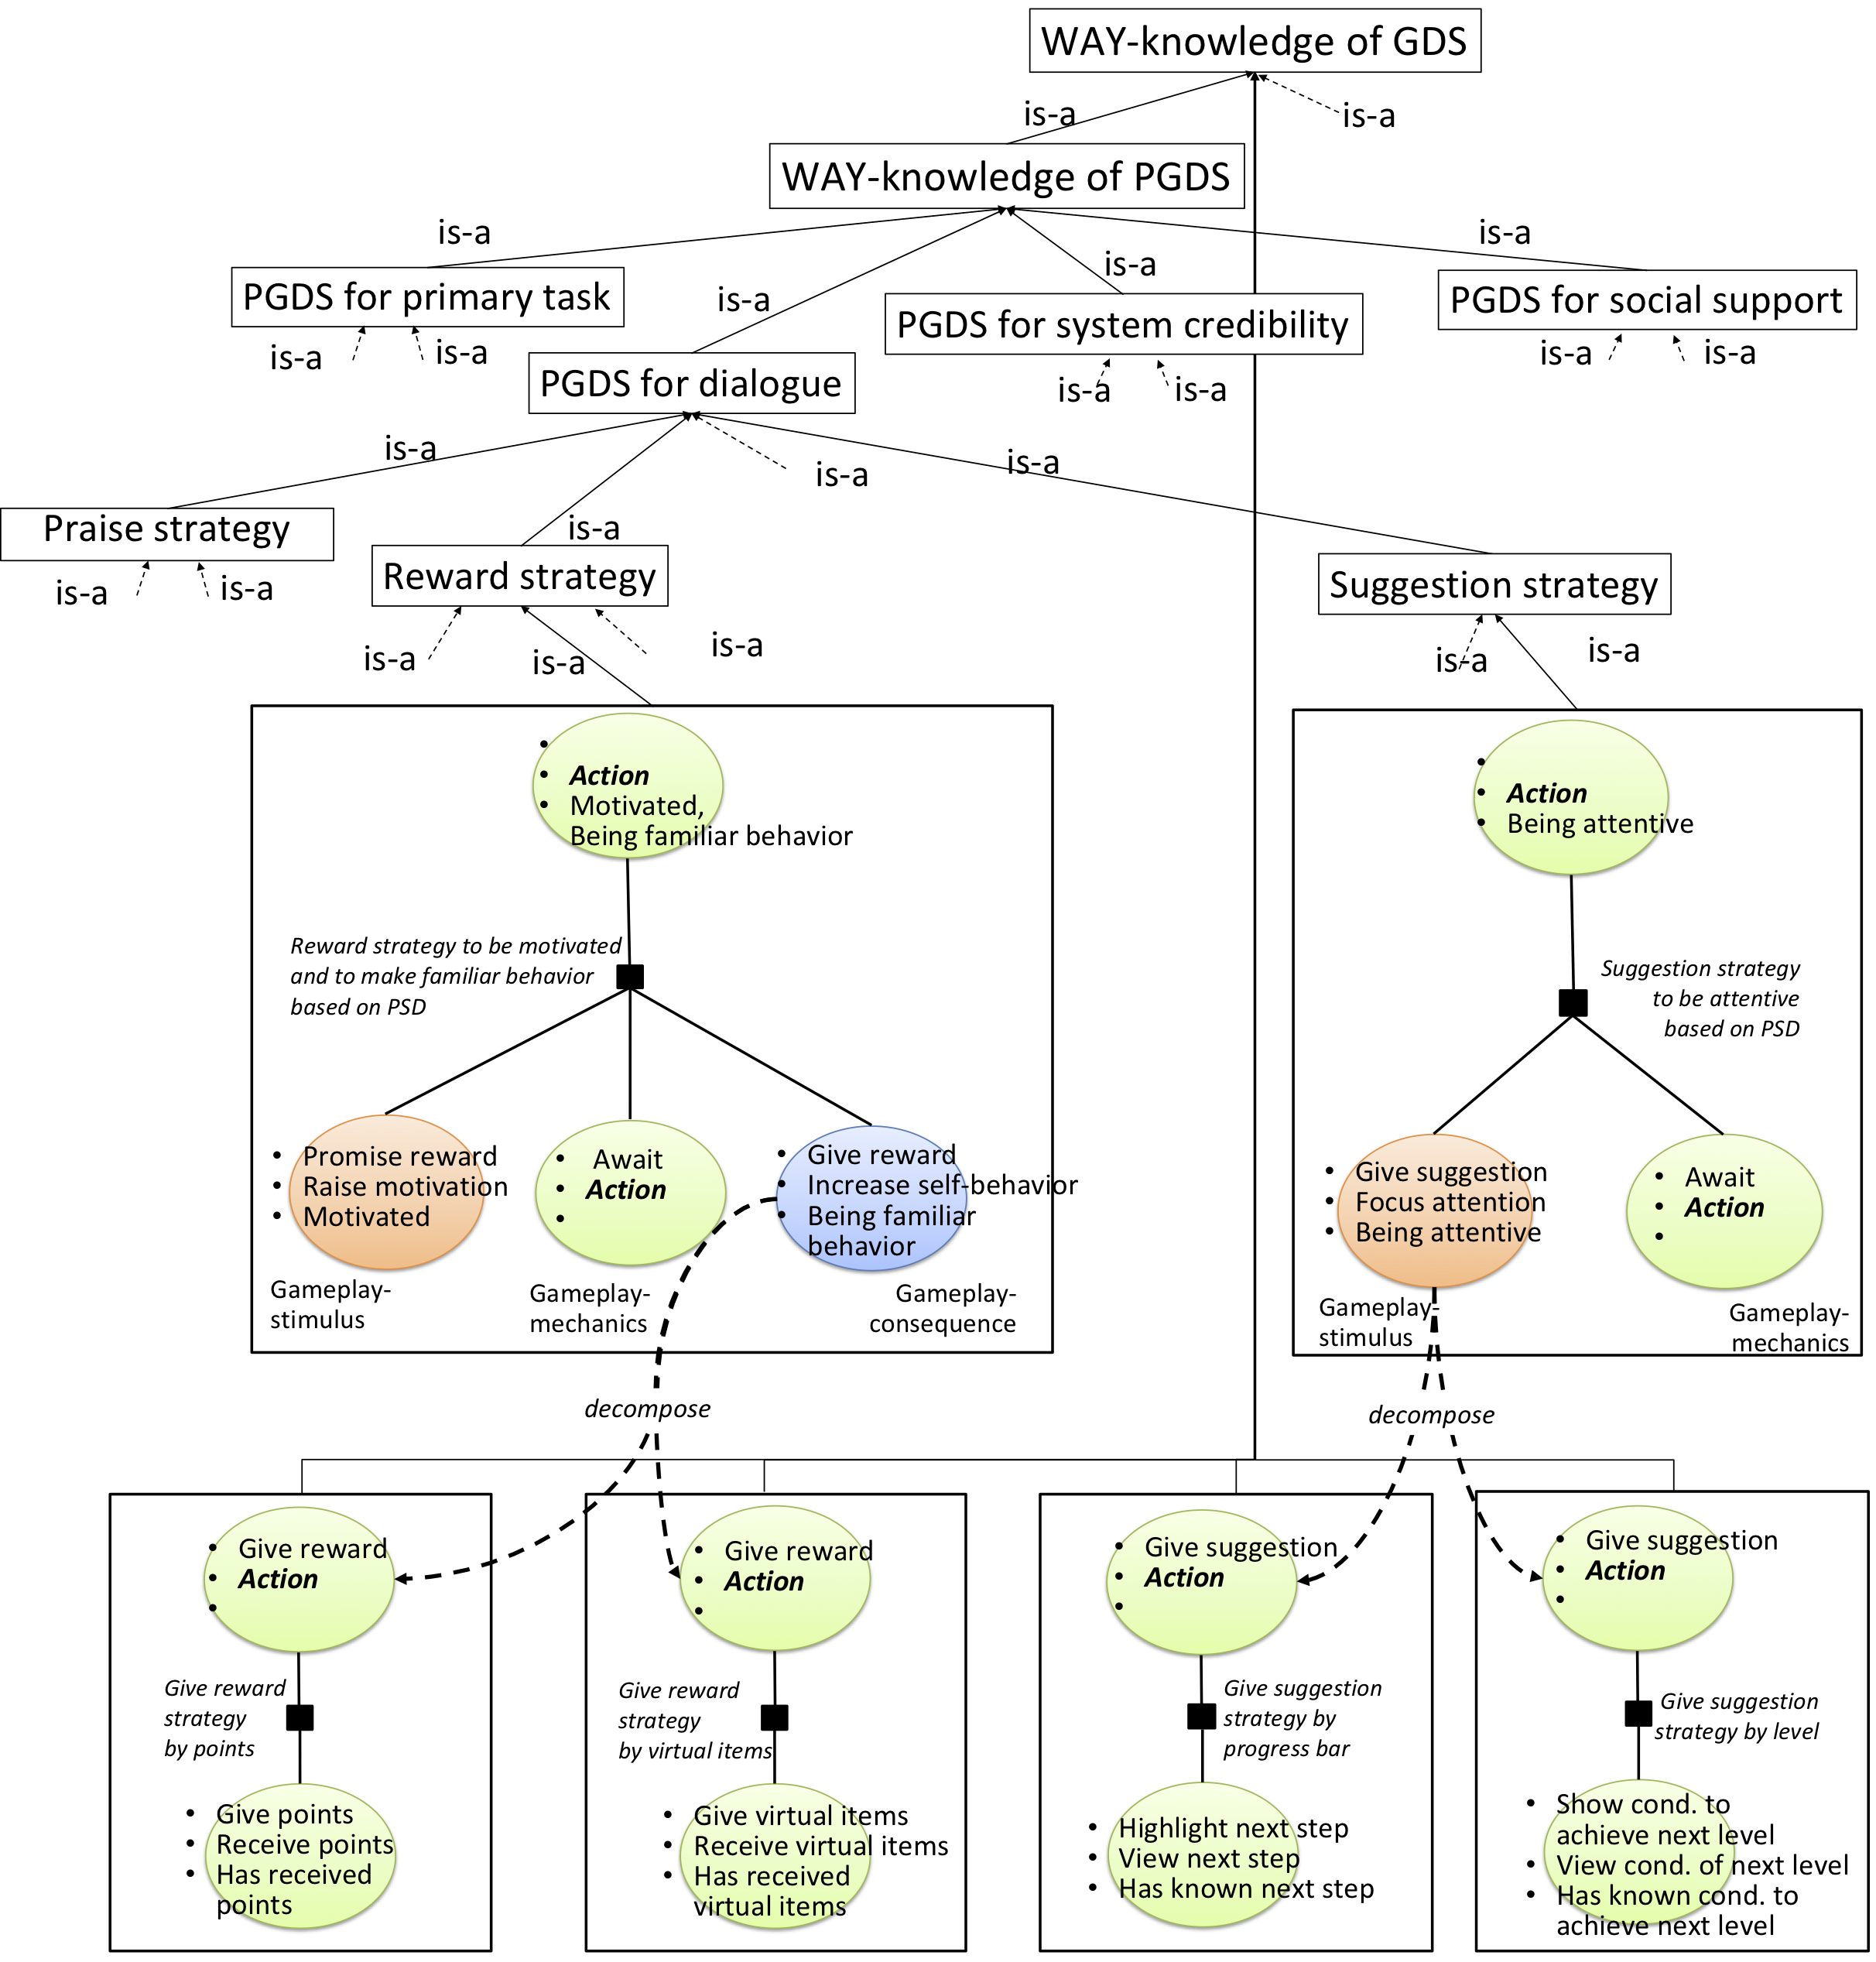 WAY-knowledge of GDS
is-a
is-a
WAY-knowledge of PGDS
is-a
is-a
is-a
is-a
PGDS for primary task
PGDS for system credibility
PGDS for social support
is-a
is-a
is-a
is-a
is-a
is-a
PGDS for dialogue
is-a
is-a
is-a
Praise strategy
is-a
is-a
is-a
Reward strategy
Suggestion strategy
is-a
is-a
is-a
is-a
is-a
• 
• Action
• Motivated,
Being familiar behavior
Reward strategy to be motivated
and to make familiar behavior
based on PSD
• Promise reward
• Raise motivation
• Motivated
Gameplay-
stimulus
• Await
• Action
• 
Gameplay-
mechanics
• Give reward
• Increase self-behavior
• Being familiar
behavior
Gameplay-
consequence
• 
• Action
• Being attentive
Suggestion strategy
to be attentive
based on PSD
• Give suggestion
• Focus attention
• Being attentive
Gameplay-
stimulus
• Await
• Action
• 
Gameplay-
mechanics
decompose
decompose
• Give reward
• Action
• 
Give reward
strategy
by points
• Give points
• Receive points
• Has received
points
• Give reward
• Action
• 
Give reward
strategy
by virtual items
• Give virtual items
• Receive virtual items
• Has received
virtual items
• Give suggestion
• Action
• 
Give suggestion
strategy by
progress bar
• Highlight next step
• View next step
• Has known next step
• Give suggestion
• Action
• 
Give suggestion
strategy by level
• Show cond. to
achieve next level
• View cond. of next level
• Has known cond. to
achieve next level